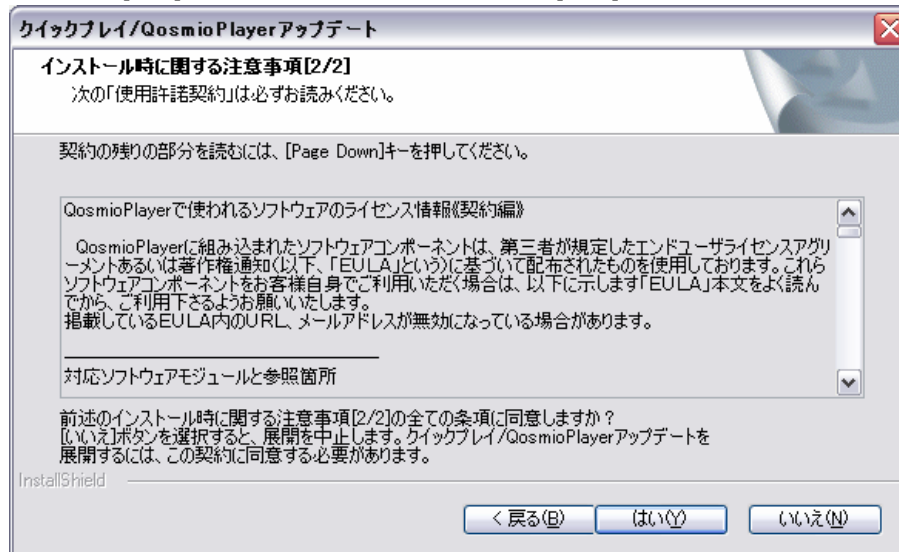 クイックプレイ/QosmioPlayerアップデート
インストール時に関する注意事項[2/2]
次の「使用許諾契約」は必ずお読みください。
契約の残りの部分を読むには、[Page Down]キーを押してください。
QosmioPlayerで使われるソフトウェアのライセンス情報《契約編》
QosmioPlayerに組み込まれたソフトウェアコンポーネントは、第三者が規定したエンドユーザライセンスアグリ
ーメントあるいは著作権通知(以下、「EULA」という)に基づいて配布されたものを使用しております。これら
ソフトウェアコンポーネントをお客様自身でご利用いただく場合は、以下に示します「EULA」本文をよく読ん
でから、ご利用下さるようお願いいたします。
掲載しているEULA内のURL、メールアドレスが無効になっている場合があります。
対応ソフトウェアモジュールと参照箇所
前述のインストール時に関する注意事項[2/2]の全ての条項に同意しますか?
[いいえ]ボタンを選択すると、展開を中止します。クイックプレイ/QosmioPlayerアップデートを
展開するには、この契約に同意する必要があります。
InstallShield
< 戻る(B) はい(Y) いいえ(N)